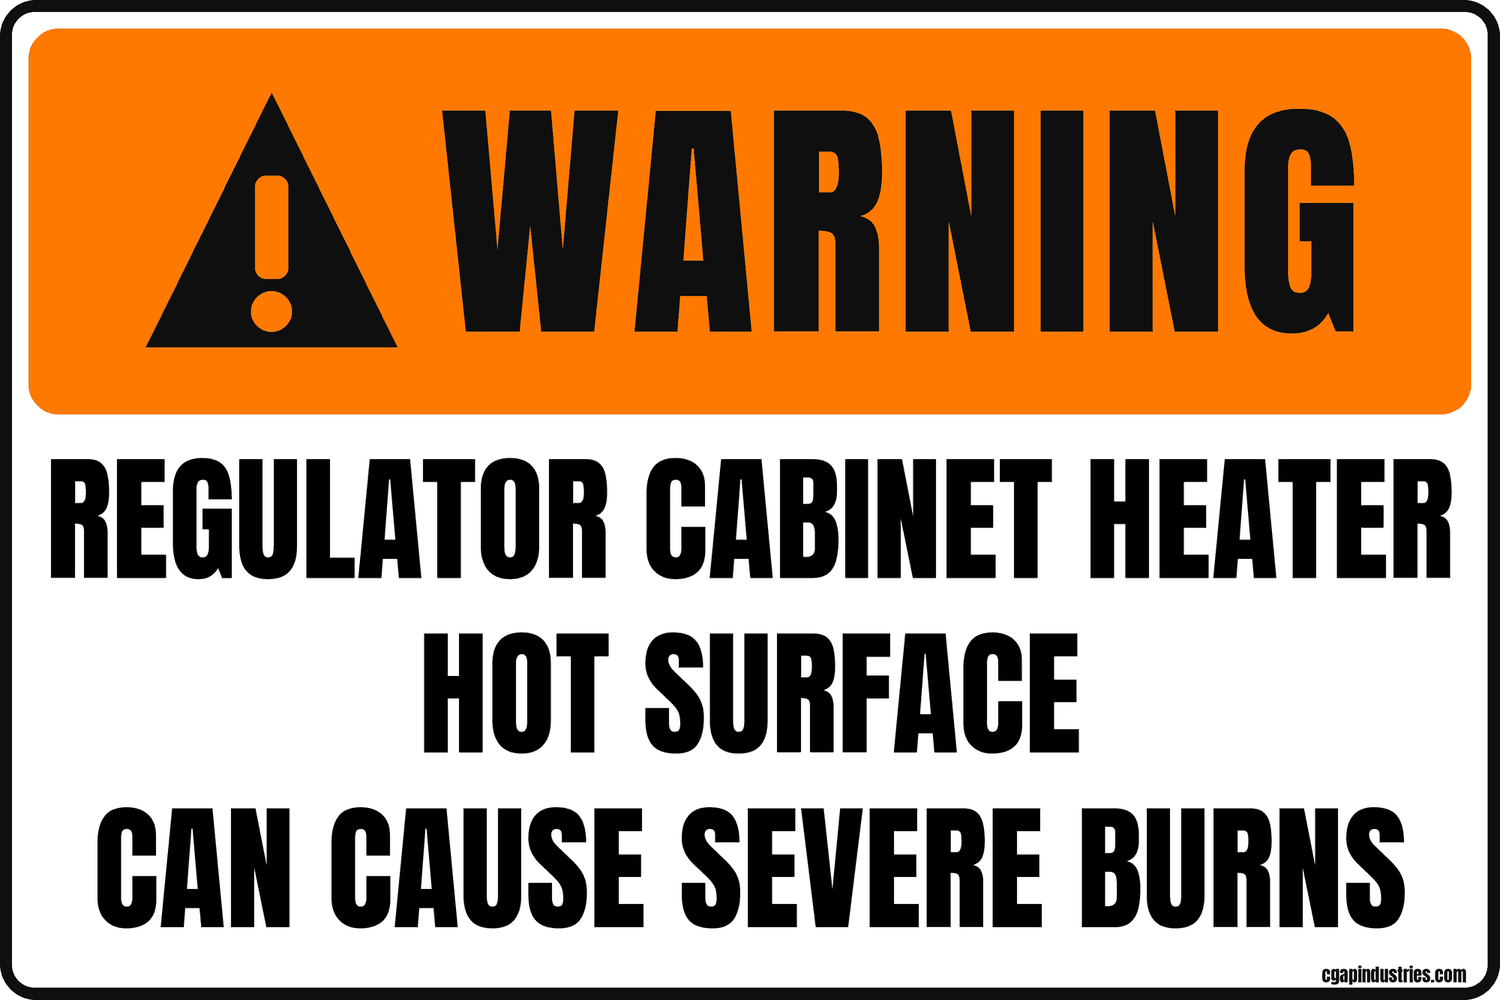 WARNING
REGULATOR CABINET HEATER
HOT SURFACE
CAN CAUSE SEVERE BURNS
cgapindustries.com